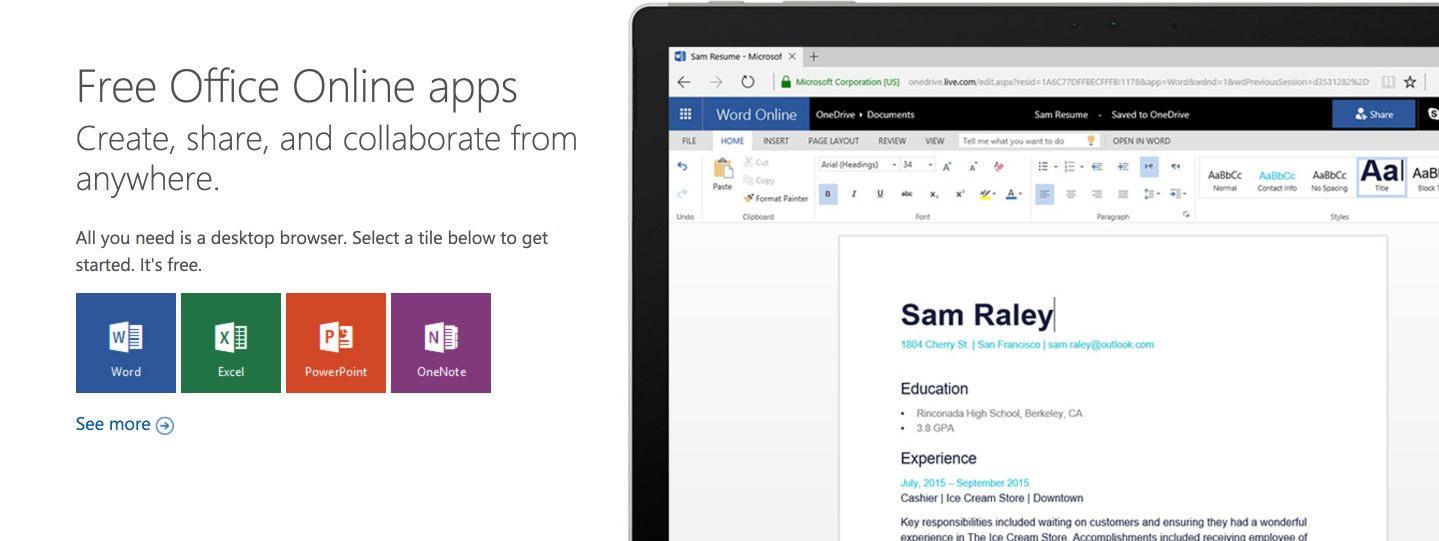 Free Office Online apps
Create, share, and collaborate from
anywhere.
All you need is a desktop browser. Select a tile below to get
started. It's free.
W
Word
X
Excel
P
PowerPoint
N
OneNote
See more
Sam Resume - Microsof
Microsoft Corporation [US] onedrive.live.com/edit.aspx?resid=1A6C77DFFBECFFFB!1178&app=Word&wdnd=1&wdPreviousSession=d3531282%2D
Word Online OneDrive Documents Sam Resume - Saved to OneDrive Share
FILE HOME INSERT PAGE LAYOUT REVIEW VIEW Tell me what you want to do OPEN IN WORD
Cut
Copy
Format Painter
Paste
Undo
Clipboard
Arial (Headings) 34
B I U abc
Font
Paragraph
AaBbCc AaBbCc AaBbCc AaI
Normal Contact Info No Spacing Title
Styles
Sam Raley
1804 Cherry St. | San Francisco | sam.raley@outlook.com
Education
• Rinconada High School, Berkeley, CA
• 3.8 GPA
Experience
July, 2015 – September 2015
Cashier | Ice Cream Store | Downtown
Key responsibilities included waiting on customers and ensuring they had a wonderful
experience in The Ice Cream Store. Accomplishments included receiving employee of